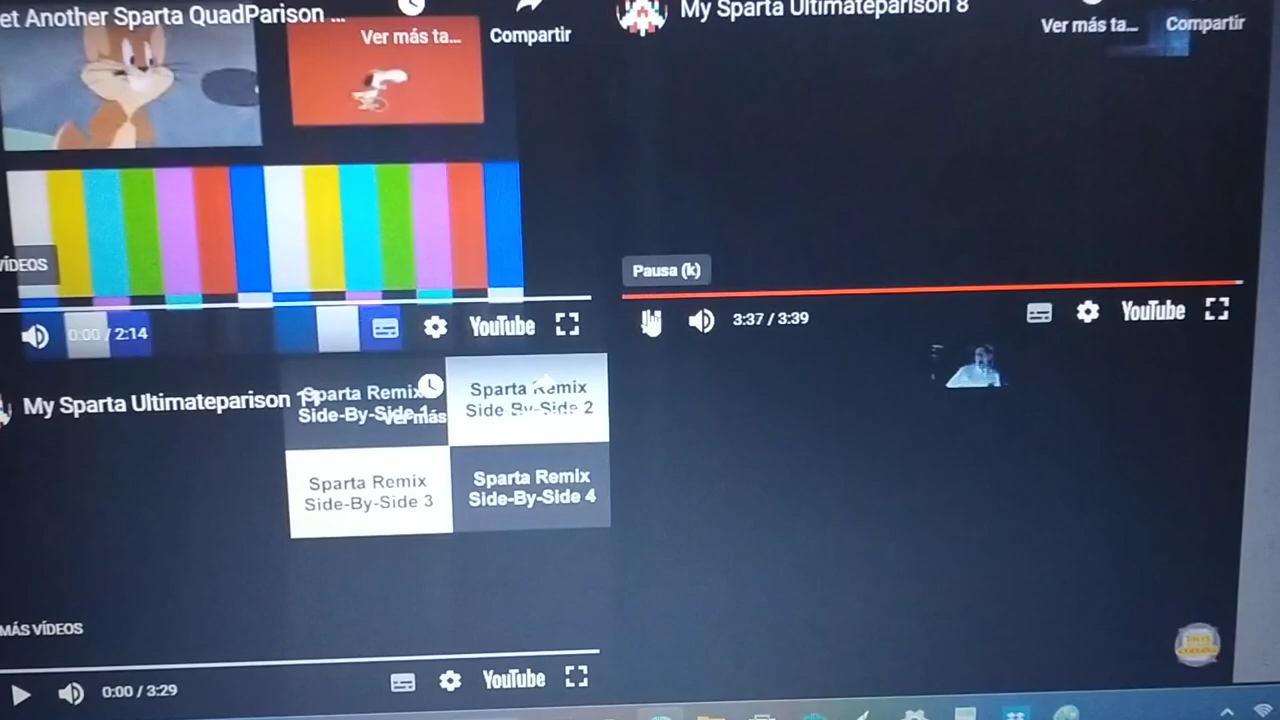 et Another Sparta QuadParison ...
Ver más ta...
Compartir
VÍDEOS
0:00 / 2:14
YouTube
My Sparta Ultimateparison 8
Ver más ta...
Compartir
Pausa (k)
3:37 / 3:39
YouTube
My Sparta Ultimateparison
Ver más
Sparta Remix
Side-By-Side 1
Sparta Remix
Side-By-Side 2
Sparta Remix
Side-By-Side 3
Sparta Remix
Side-By-Side 4
MÁS VÍDEOS
0:00 / 3:29
YouTube